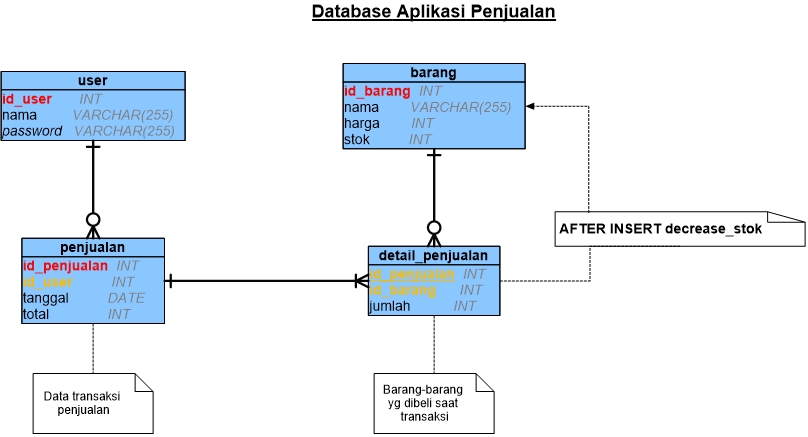 Database Aplikasi Penjualan
user
id_user INT
nama VARCHAR(255)
password VARCHAR(255)
barang
id_barang INT
nama VARCHAR(255)
harga INT
stok INT
AFTER INSERT decrease_stok
penjualan
id_penjualan INT
id_user INT
tanggal DATE
total INT
detail_penjualan
id_penjualan INT
id_barang INT
jumlah INT
Data transaksi
penjualan
Barang-barang
yg dibeli saat
transaksi